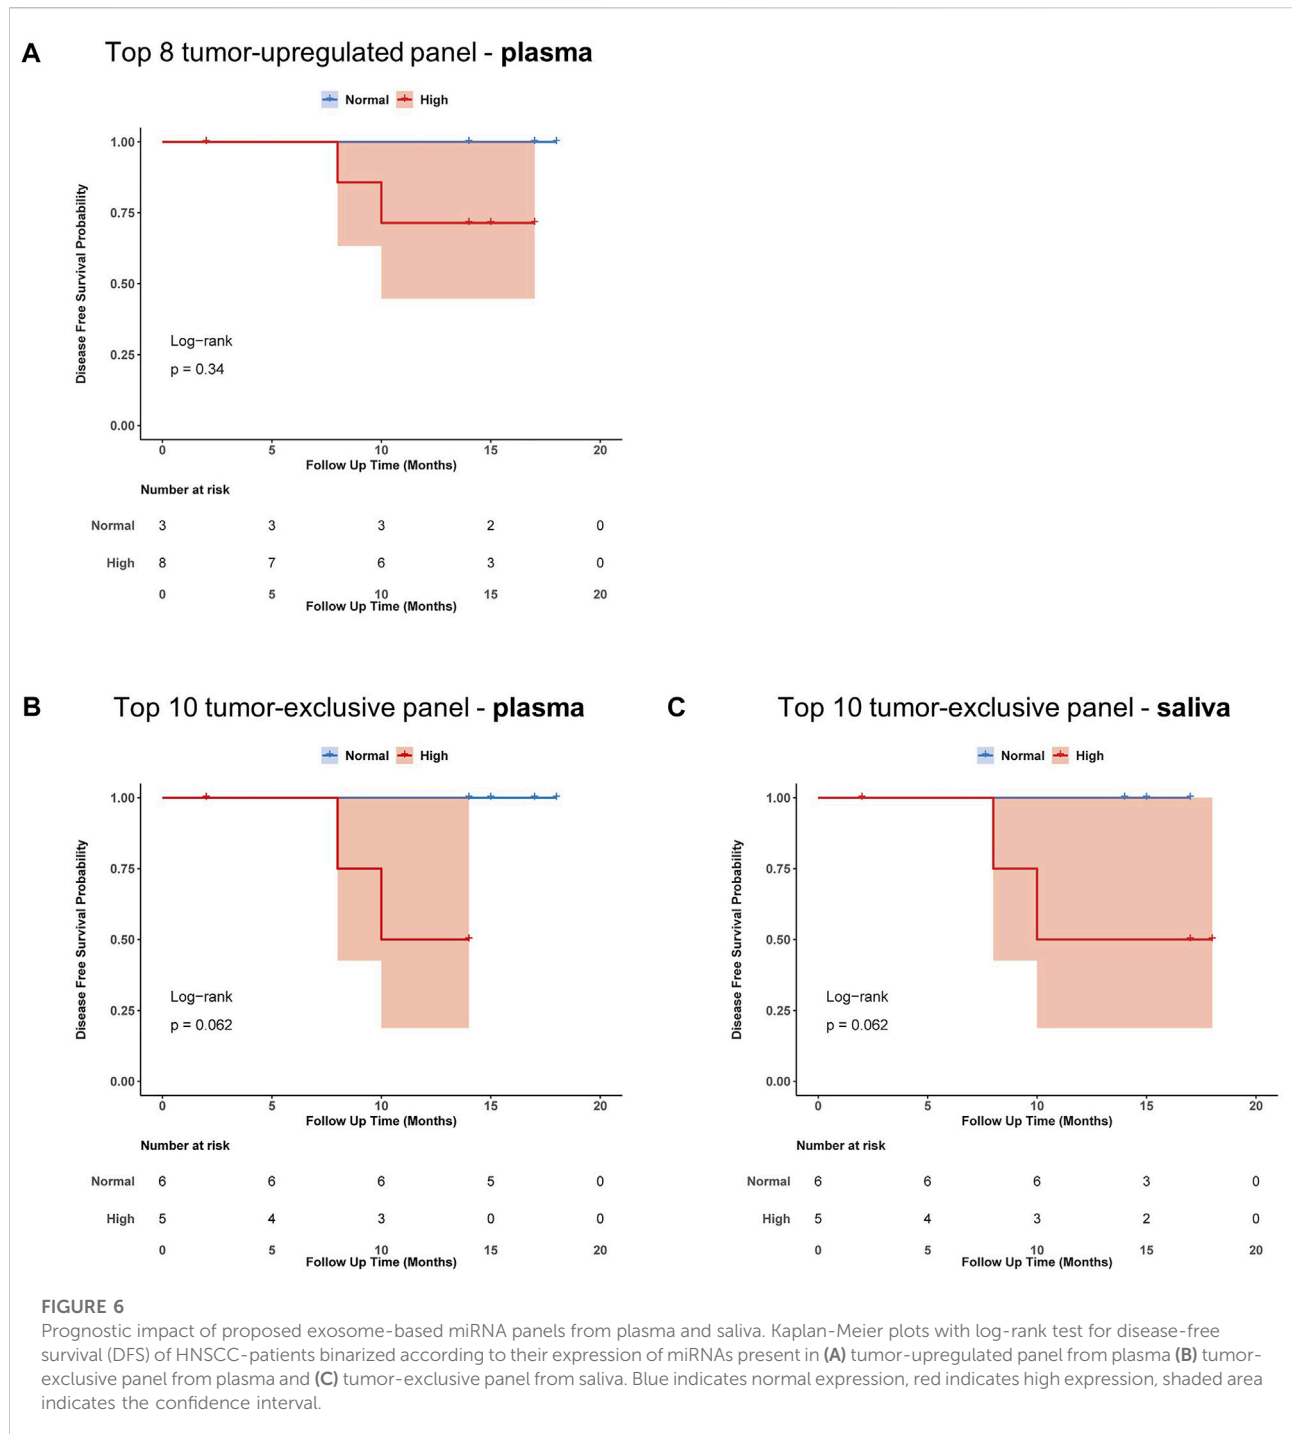 A Top 8 tumor-upregulated panel - plasma
Normal High
1.00
0.75
0.50
0.25
0.00
Disease Free Survival Probability
Log−rank
p = 0.34
0 5 10 15 20
Follow Up Time (Months)
Number at risk
Normal 3 3 3 2 0
High 8 7 6 3 0
0 5 10 15 20
Follow Up Time (Months)
B Top 10 tumor-exclusive panel - plasma
Normal High
1.00
0.75
0.50
0.25
0.00
Disease Free Survival Probability
Log−rank
p = 0.062
0 5 10 15 20
Follow Up Time (Months)
Number at risk
Normal 6 6 6 5 0
High 5 4 3 0 0
0 5 10 15 20
Follow Up Time (Months)
C Top 10 tumor-exclusive panel - saliva
Normal High
1.00
0.75
0.50
0.25
0.00
Disease Free Survival Probability
Log−rank
p = 0.062
0 5 10 15 20
Follow Up Time (Months)
Number at risk
Normal 6 6 6 3 0
High 5 4 3 2 0
0 5 10 15 20
Follow Up Time (Months)
FIGURE 6
Prognostic impact of proposed exosome-based miRNA panels from plasma and saliva. Kaplan-Meier plots with log-rank test for disease-free
survival (DFS) of HNSCC-patients binarized according to their expression of miRNAs present in (A) tumor-upregulated panel from plasma (B) tumor-
exclusive panel from plasma and (C) tumor-exclusive panel from saliva. Blue indicates normal expression, red indicates high expression, shaded area
indicates the confidence interval.